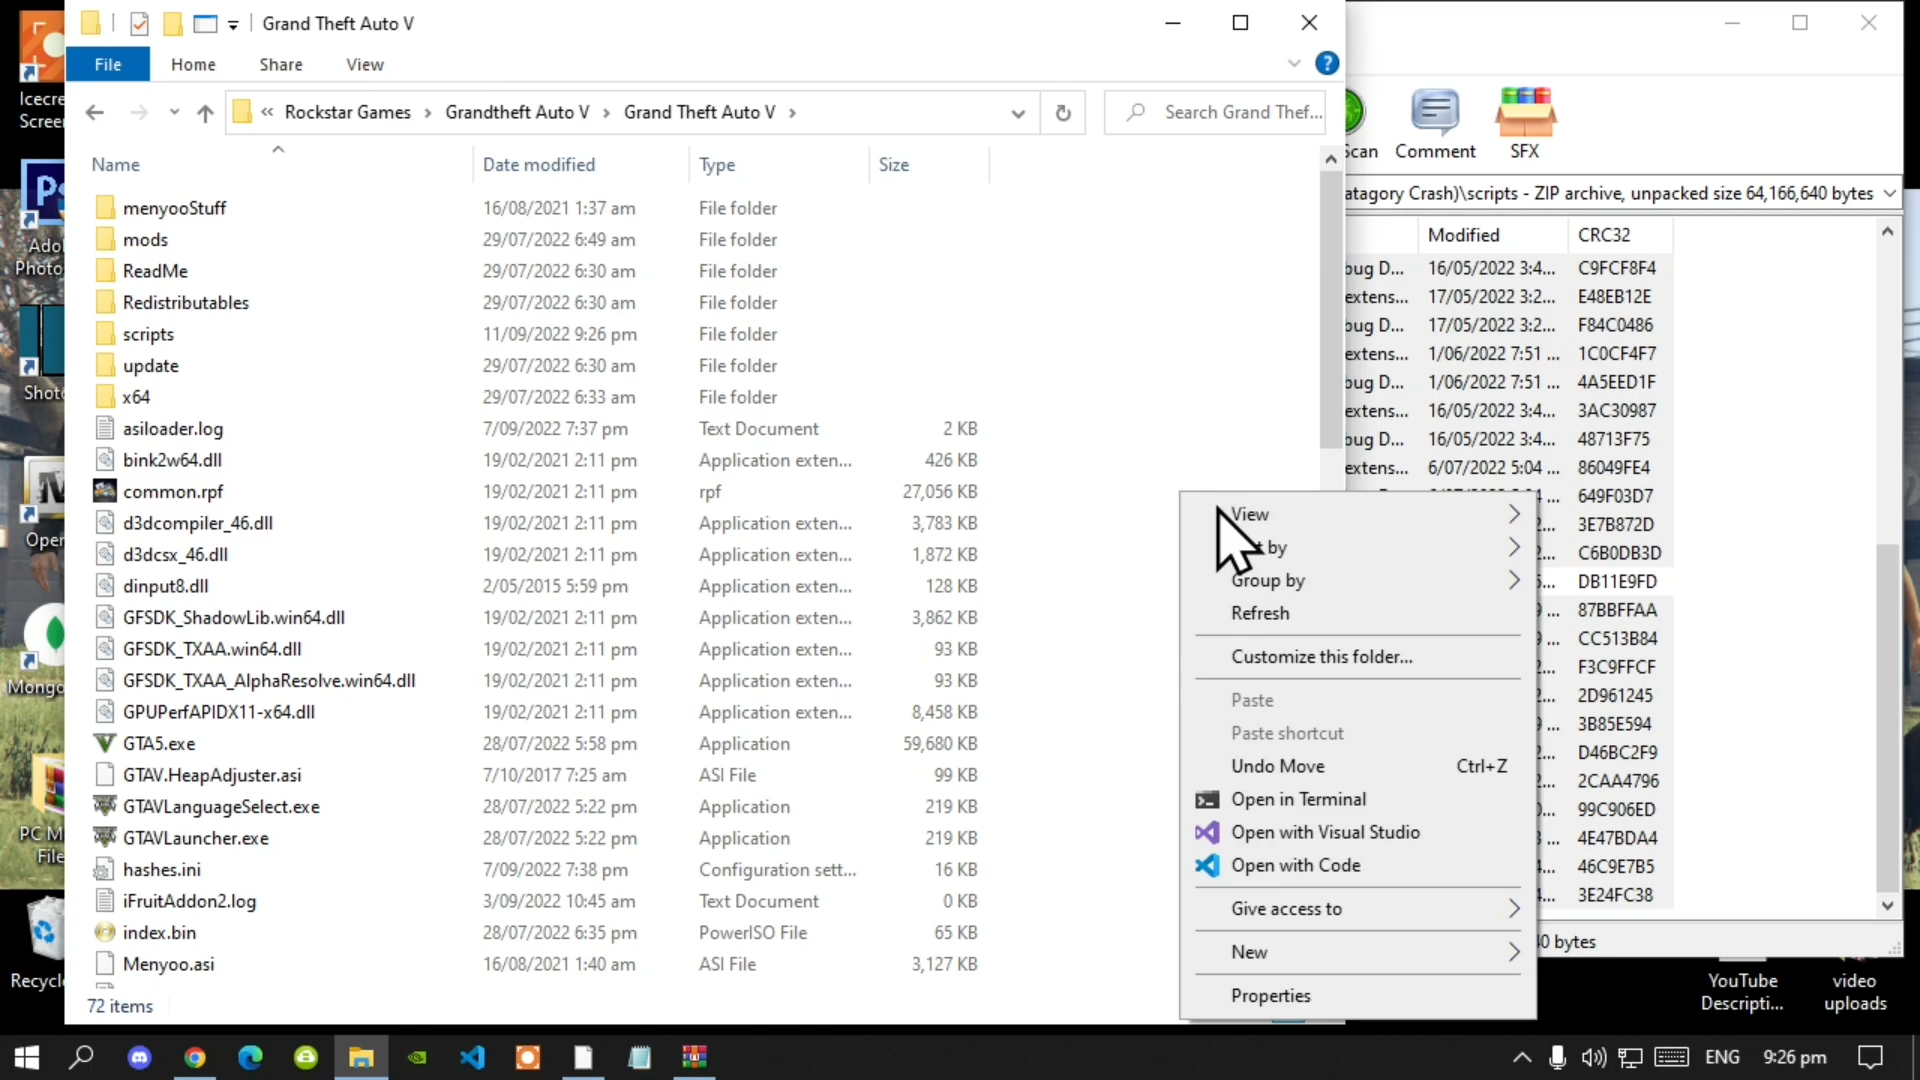 Grand Theft Auto V
File Home Share View
« Rockstar Games › Grandtheft Auto V › Grand Theft Auto V ›
Search Grand Thef...
Name Date modified Type Size
menyooStuff 16/08/2021 1:37 am File folder
mods 29/07/2022 6:49 am File folder
ReadMe 29/07/2022 6:30 am File folder
Redistributables 29/07/2022 6:30 am File folder
scripts 11/09/2022 9:26 pm File folder
update 29/07/2022 6:30 am File folder
x64 29/07/2022 6:33 am File folder
asiloader.log 7/09/2022 7:37 pm Text Document 2 KB
bink2w64.dll 19/02/2021 2:11 pm Application exten... 426 KB
common.rpf 19/02/2021 2:11 pm rpf 27,056 KB
d3dcompiler_46.dll 19/02/2021 2:11 pm Application exten... 3,783 KB
d3dcsx_46.dll 19/02/2021 2:11 pm Application exten... 1,872 KB
dinput8.dll 2/05/2015 5:59 pm Application exten... 128 KB
GFSDK_ShadowLib.win64.dll 19/02/2021 2:11 pm Application exten... 3,862 KB
GFSDK_TXAA.win64.dll 19/02/2021 2:11 pm Application exten... 93 KB
GFSDK_TXAA_AlphaResolve.win64.dll 19/02/2021 2:11 pm Application exten... 93 KB
GPUPerfAPIDX11-x64.dll 19/02/2021 2:11 pm Application exten... 8,458 KB
GTA5.exe 28/07/2022 5:58 pm Application 59,680 KB
GTAV.HeapAdjuster.asi 7/10/2017 7:25 am ASI File 99 KB
GTAVLanguageSelect.exe 28/07/2022 5:22 pm Application 219 KB
GTAVLauncher.exe 28/07/2022 5:22 pm Application 219 KB
hashes.ini 7/09/2022 7:38 pm Configuration sett... 16 KB
iFruitAddon2.log 3/09/2022 10:45 am Text Document 0 KB
index.bin 28/07/2022 6:35 pm PowerISO File 65 KB
Menyoo.asi 16/08/2021 1:40 am ASI File 3,127 KB
72 items
View
by
Group by
Refresh
Customize this folder...
Paste
Paste shortcut
Undo Move Ctrl+Z
Open in Terminal
Open with Visual Studio
Open with Code
Give access to
New
Properties
Scan Comment SFX
atagory Crash)\scripts - ZIP archive, unpacked size 64,166,640 bytes
Modified CRC32
bug D... 16/05/2022 3:4... C9FCF8F4
extens... 17/05/2022 3:2... E48EB12E
bug D... 17/05/2022 3:2... F84C0486
extens... 1/06/2022 7:51 ... 1C0CF4F7
bug D... 1/06/2022 7:51 ... 4A5EED1F
extens... 16/05/2022 3:4... 3AC30987
bug D... 16/05/2022 3:4... 48713F75
extens... 6/07/2022 5:04 ... 86049FE4
649F03D7
3E7B872D
C6B0DB3D
DB11E9FD
87BBFFAA
CC513B84
F3C9FFCF
2D961245
3B85E594
D46BC2F9
2CAA4796
99C906ED
4E47BDA4
46C9E7B5
3E24FC38
0 bytes
Icecre
Screen
Ps
Adob
Photo
Shot
Open
Mongo
PC M
File
Recycl
YouTube
Descripti...
video
uploads
ENG 9:26 pm